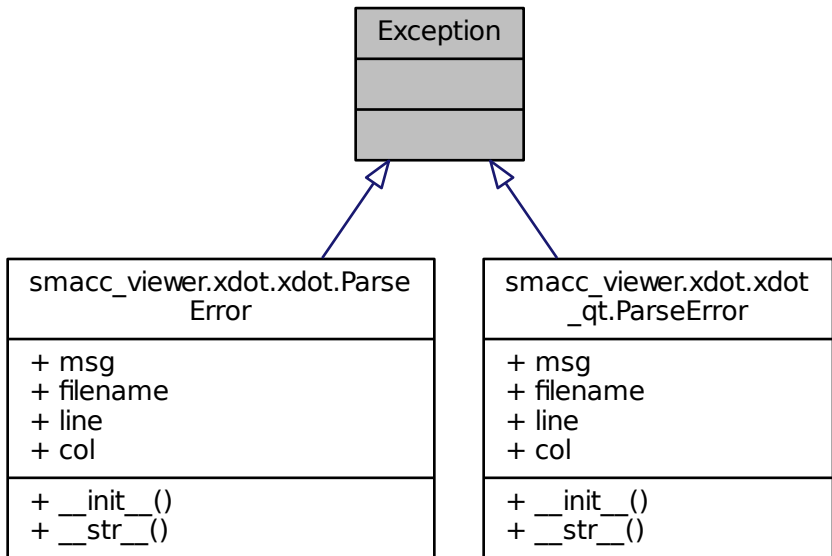 Exception
smacc_viewer.xdot.xdot.Parse
Error
+ msg
+ filename
+ line
+ col
+ __init__()
+ __str__()
smacc_viewer.xdot.xdot
_qt.ParseError
+ msg
+ filename
+ line
+ col
+ __init__()
+ __str__()